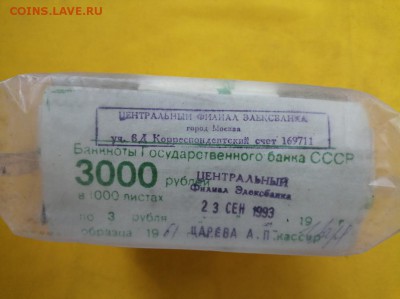 COINS.LAVE.RU
ЦЕНТРАЛЬНЫЙ ФИЛИАЛ ЭЛЕКСБАНКА
город Москва
Корреспондентский счет 169711
Банкноты Государственного банка СССР
3000 рублей
в 1000 листах
ЦЕНТРАЛЬНЫЙ
Филиал Элексбанка
23 СЕН 1993
19
по 3 рубля
образца 1961
ЦАРЕВА А.П.
кассир